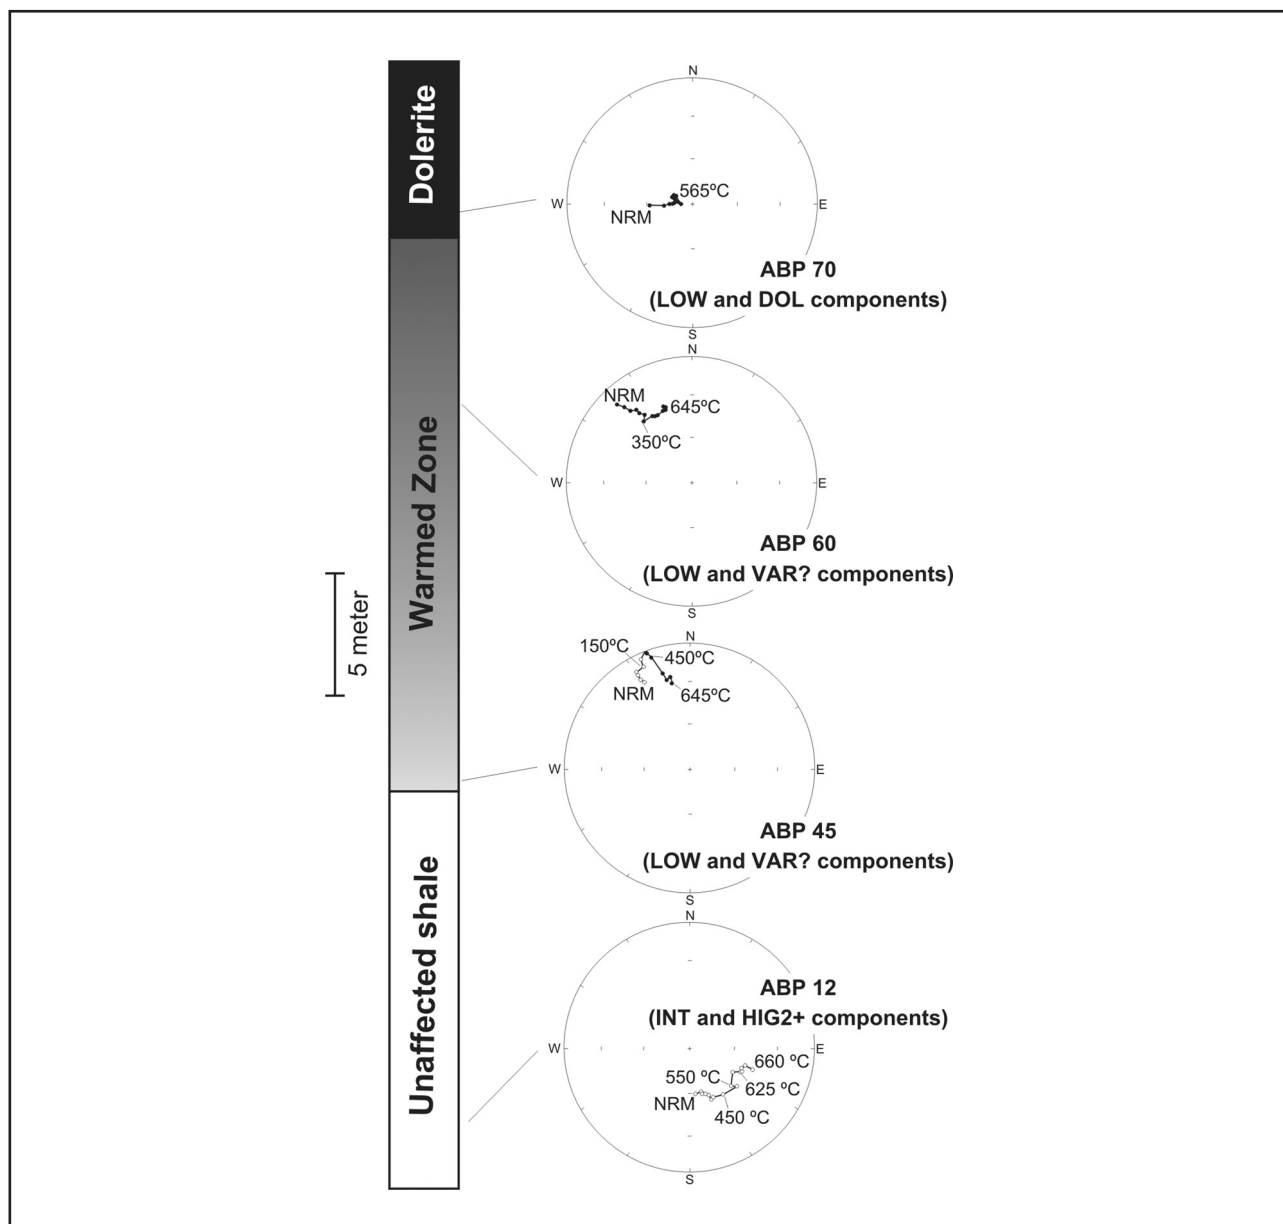 Dolerite
Warmed Zone
Unaffected shale
5 meter
N
W
E
S
565ºC
NRM
ABP 70
(LOW and DOL components)
N
W
E
S
NRM
645ºC
350ºC
ABP 60
(LOW and VAR? components)
N
W
E
S
150ºC
450ºC
NRM
645ºC
ABP 45
(LOW and VAR? components)
N
W
E
S
ABP 12
(INT and HIG2+ components)
660 ºC
550 ºC
625 ºC
NRM
450 ºC